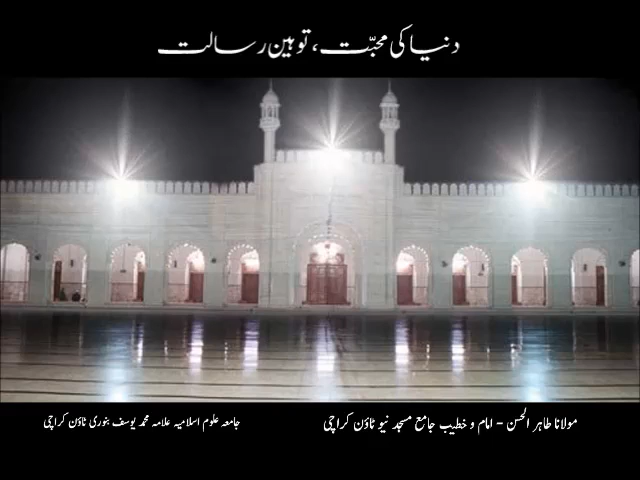 دنیا کی محبّت، توہین رسالت
مولانا طاہر الحسن - امام و خطیب جامع مسجد نیو ٹاؤن کراچی
جامعہ علوم اسلامیہ علامہ محمد یوسف بنوری ٹاؤن کراچی